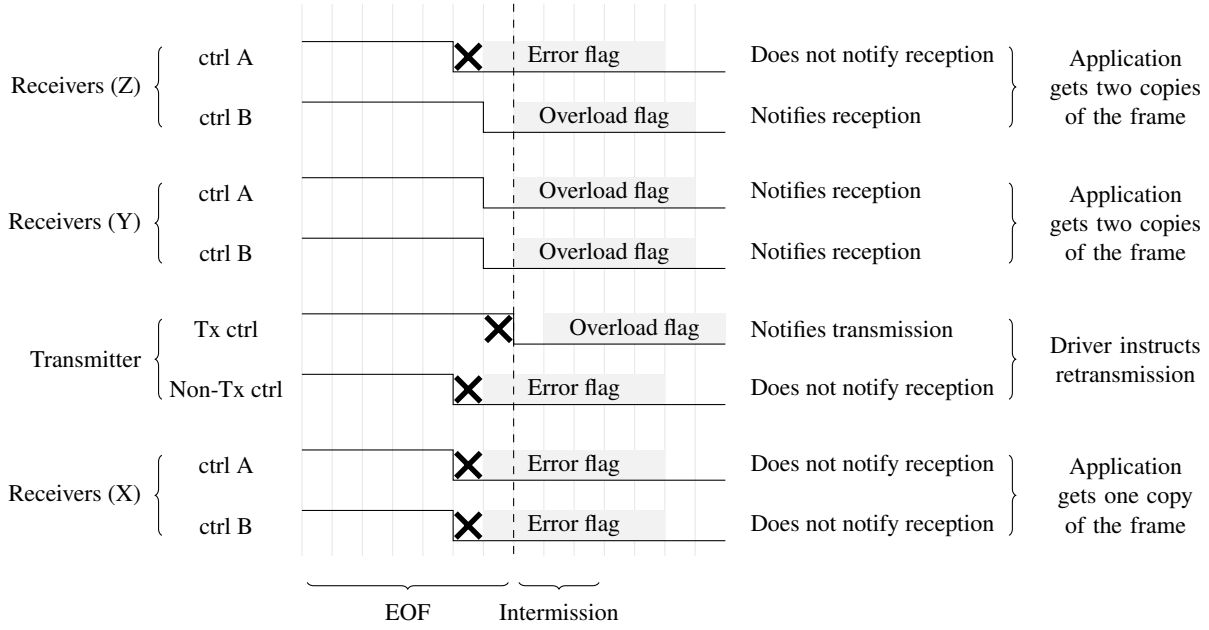 Receivers (Z)
ctrl A
Error flag
Does not notify reception
ctrl B
Overload flag
Notifies reception
Application
gets two copies
of the frame
Receivers (Y)
ctrl A
Overload flag
Notifies reception
ctrl B
Overload flag
Notifies reception
Application
gets two copies
of the frame
Transmitter
Tx ctrl
Overload flag
Notifies transmission
Non-Tx ctrl
Error flag
Does not notify reception
Driver instructs
retransmission
Receivers (X)
ctrl A
Error flag
Does not notify reception
ctrl B
Error flag
Does not notify reception
Application
gets one copy
of the frame
EOF
Intermission